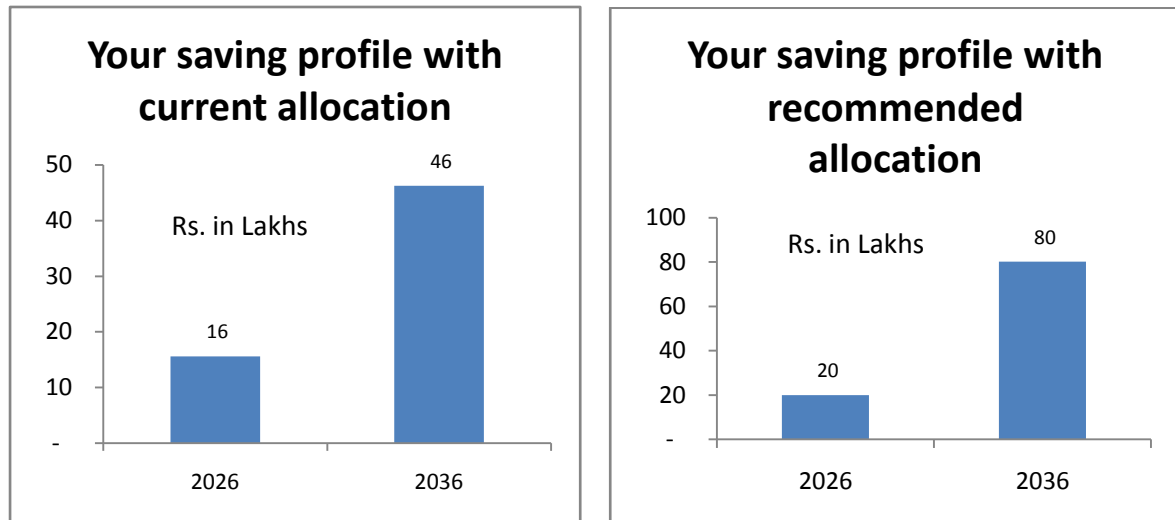 Your saving profile with
current allocation
50
46
40
Rs. in Lakhs
30
20
16
10
-
2026
2036
Your saving profile with
recommended
allocation
100
80
Rs. in Lakhs
80
60
40
20
20
-
2026
2036